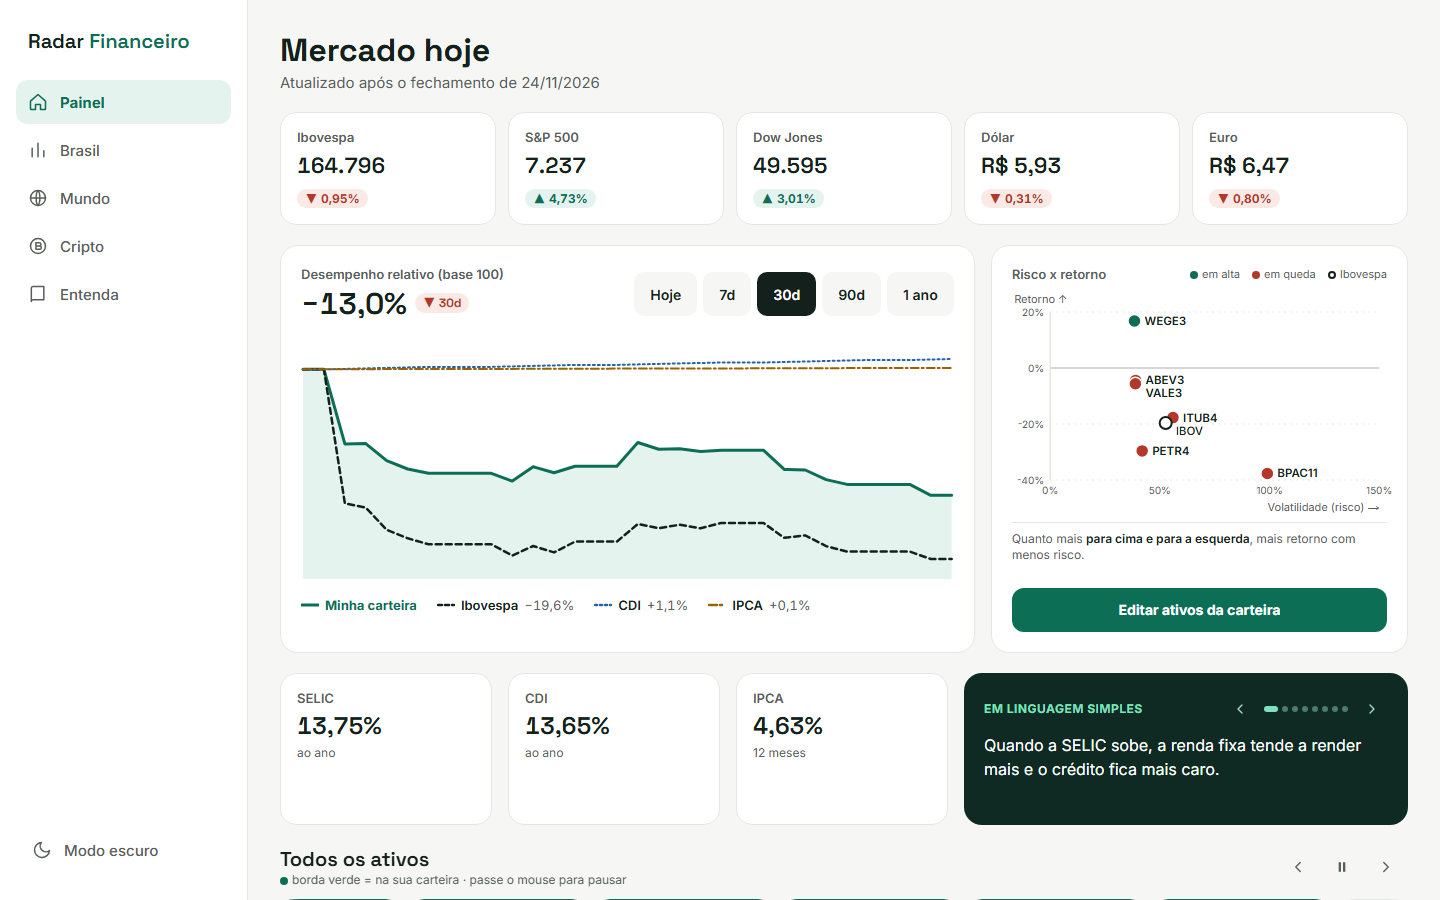 Radar Financeiro
Painel
Brasil
Mundo
Cripto
Entenda
Modo escuro
Mercado hoje
Atualizado após o fechamento de 24/11/2026
Ibovespa
164.796
▼ 0,95%
S&P 500
7.237
▲ 4,73%
Dow Jones
49.595
▲ 3,01%
Dólar
R$ 5,93
▼ 0,31%
Euro
R$ 6,47
▼ 0,80%
Desempenho relativo (base 100)
−13,0% ▼ 30d
Hoje 7d 30d 90d 1 ano
Minha carteira Ibovespa −19,6% CDI +1,1% IPCA +0,1%
Risco x retorno
em alta em queda Ibovespa
Retorno ↑
20%
WEGE3
0%
ABEV3
VALE3
-20%
ITUB4
IBOV
PETR4
BPAC11
-40%
0% 50% 100% 150%
Volatilidade (risco) →
Quanto mais para cima e para a esquerda, mais retorno com
menos risco.
Editar ativos da carteira
SELIC
13,75%
ao ano
CDI
13,65%
ao ano
IPCA
4,63%
12 meses
EM LINGUAGEM SIMPLES
Quando a SELIC sobe, a renda fixa tende a render
mais e o crédito fica mais caro.
Todos os ativos
borda verde = na sua carteira · passe o mouse para pausar